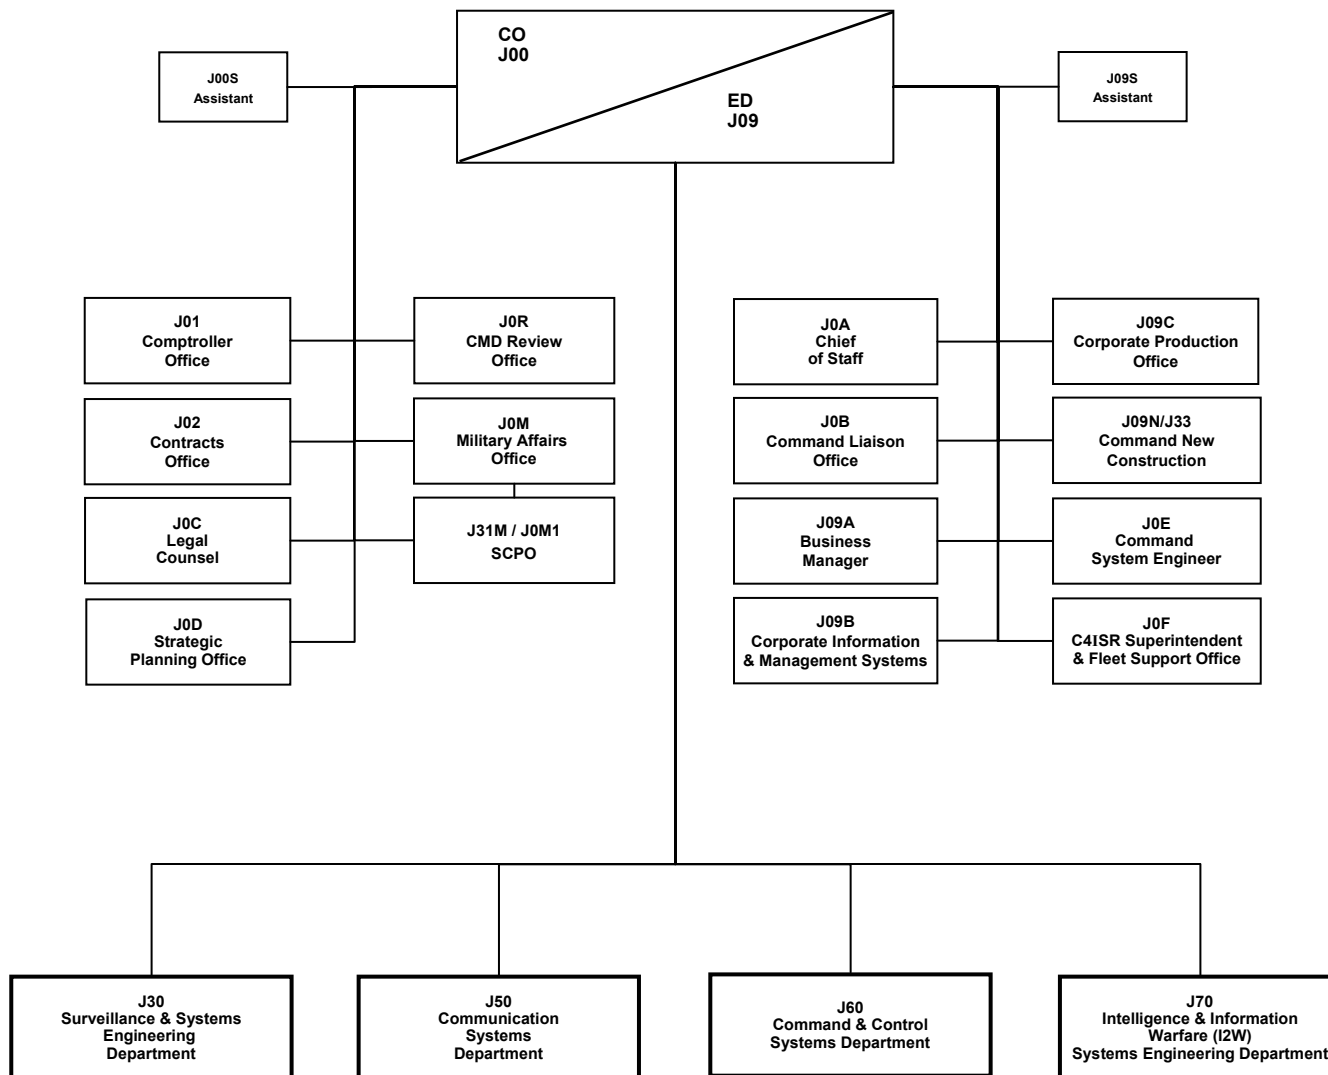 CO
J00
ED
J09
J00S
Assistant
J09S
Assistant
J01
Comptroller
Office
J0R
CMD Review
Office
J0A
Chief
of Staff
J09C
Corporate Production
Office
J02
Contracts
Office
J0M
Military Affairs
Office
J0B
Command Liaison
Office
J09N/J33
Command New
Construction
J0C
Legal
Counsel
J31M / J0M1
SCPO
J09A
Business
Manager
J0E
Command
System Engineer
J0D
Strategic
Planning Office
J09B
Corporate Information
& Management Systems
J0F
C4ISR Superintendent
& Fleet Support Office
J30
Surveillance & Systems
Engineering
Department
J50
Communication
Systems
Department
J60
Command & Control
Systems Department
J70
Intelligence & Information
Warfare (I2W)
Systems Engineering Department